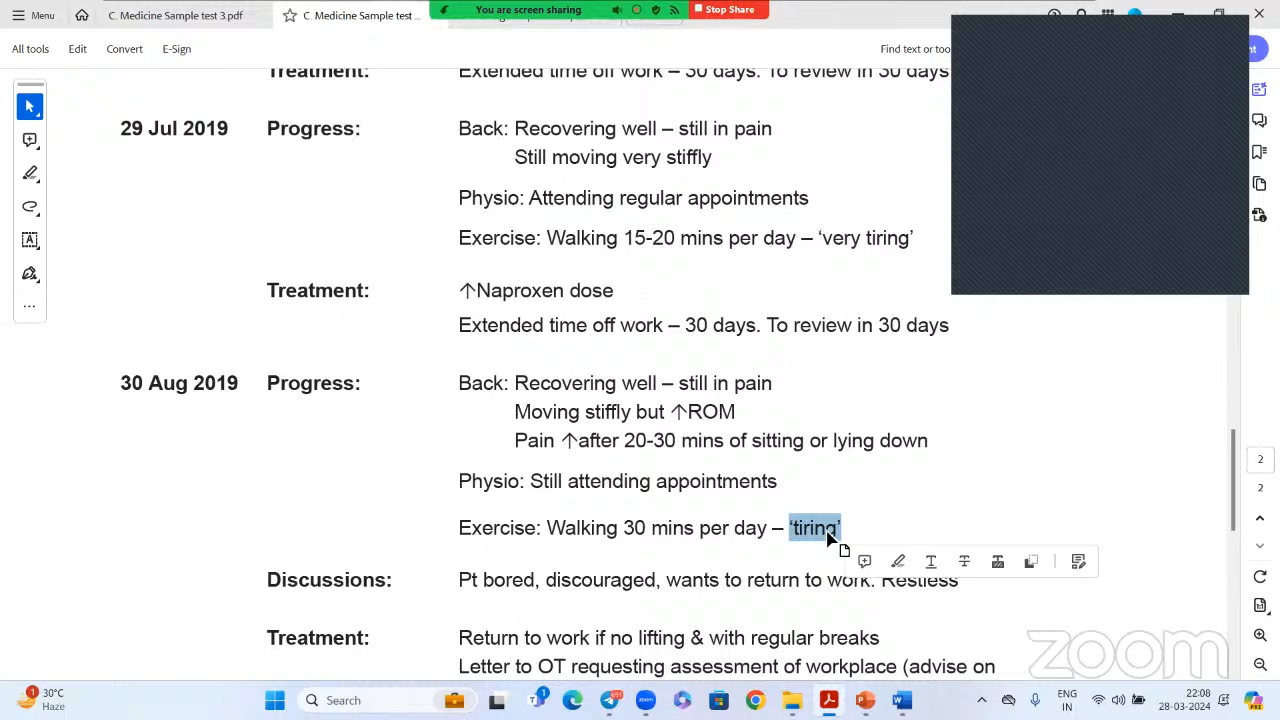 C. Medicine Sample test 3.pdf
C. Medicine Sample test ...
You are screen sharing
Stop Share
All tools
Edit
Convert
E-Sign
Find text or too
Treatment: Extended time off work – 30 days. To review in 30 days
29 Jul 2019 Progress: Back: Recovering well – still in pain
Still moving very stiffly
Physio: Attending regular appointments
Exercise: Walking 15-20 mins per day – ‘very tiring’
Treatment: ↑Naproxen dose
Extended time off work – 30 days. To review in 30 days
30 Aug 2019 Progress: Back: Recovering well – still in pain
Moving stiffly but ↑ROM
Pain ↑after 20-30 mins of sitting or lying down
Physio: Still attending appointments
Exercise: Walking 30 mins per day – ‘tiring’
Discussions: Pt bored, discouraged, wants to return to work. Restless
Treatment: Return to work if no lifting & with regular breaks
Letter to OT requesting assessment of workplace (advise on
2
2
zoom
1
30°C
Haze
Search
1
691
zoom
ENG
IN
22:08
28-03-2024
PRE